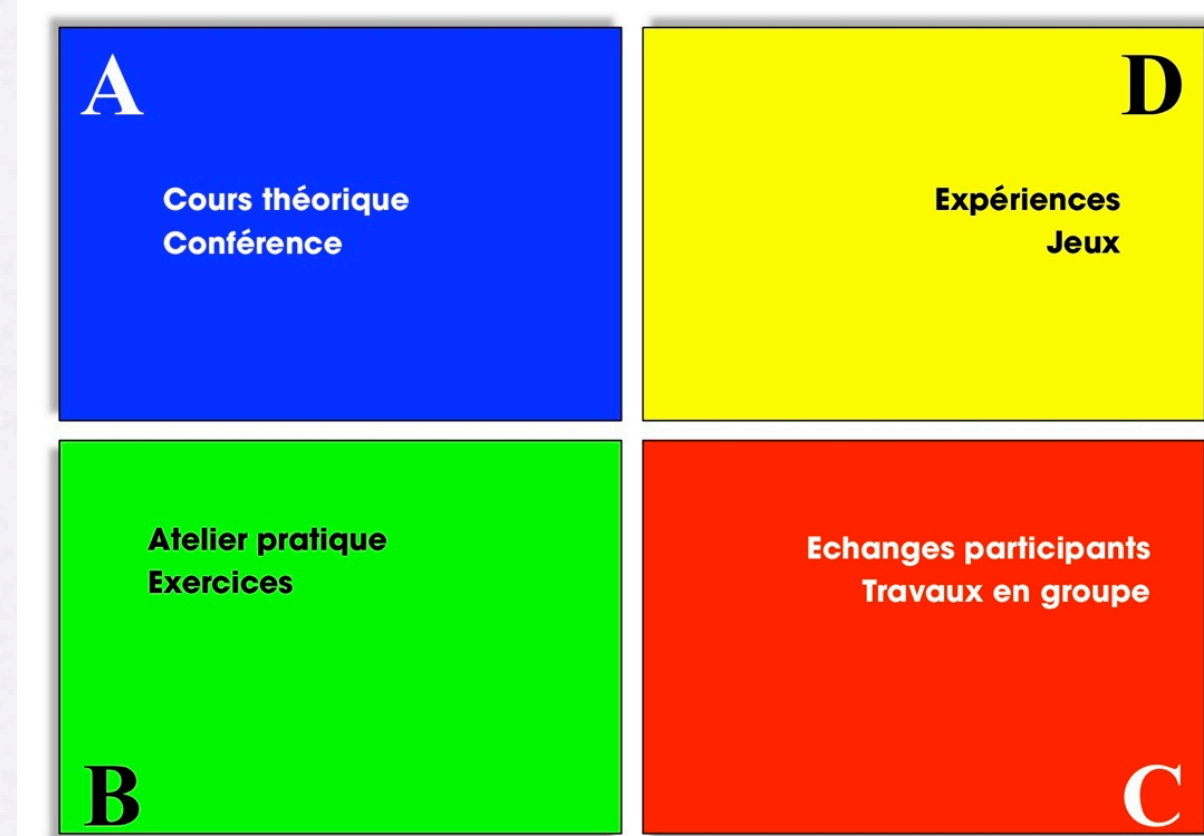 A
Cours théorique
Conférence
D
Expériences
Jeux
Atelier pratique
Exercices
B
Echanges participants
Travaux en groupe
C